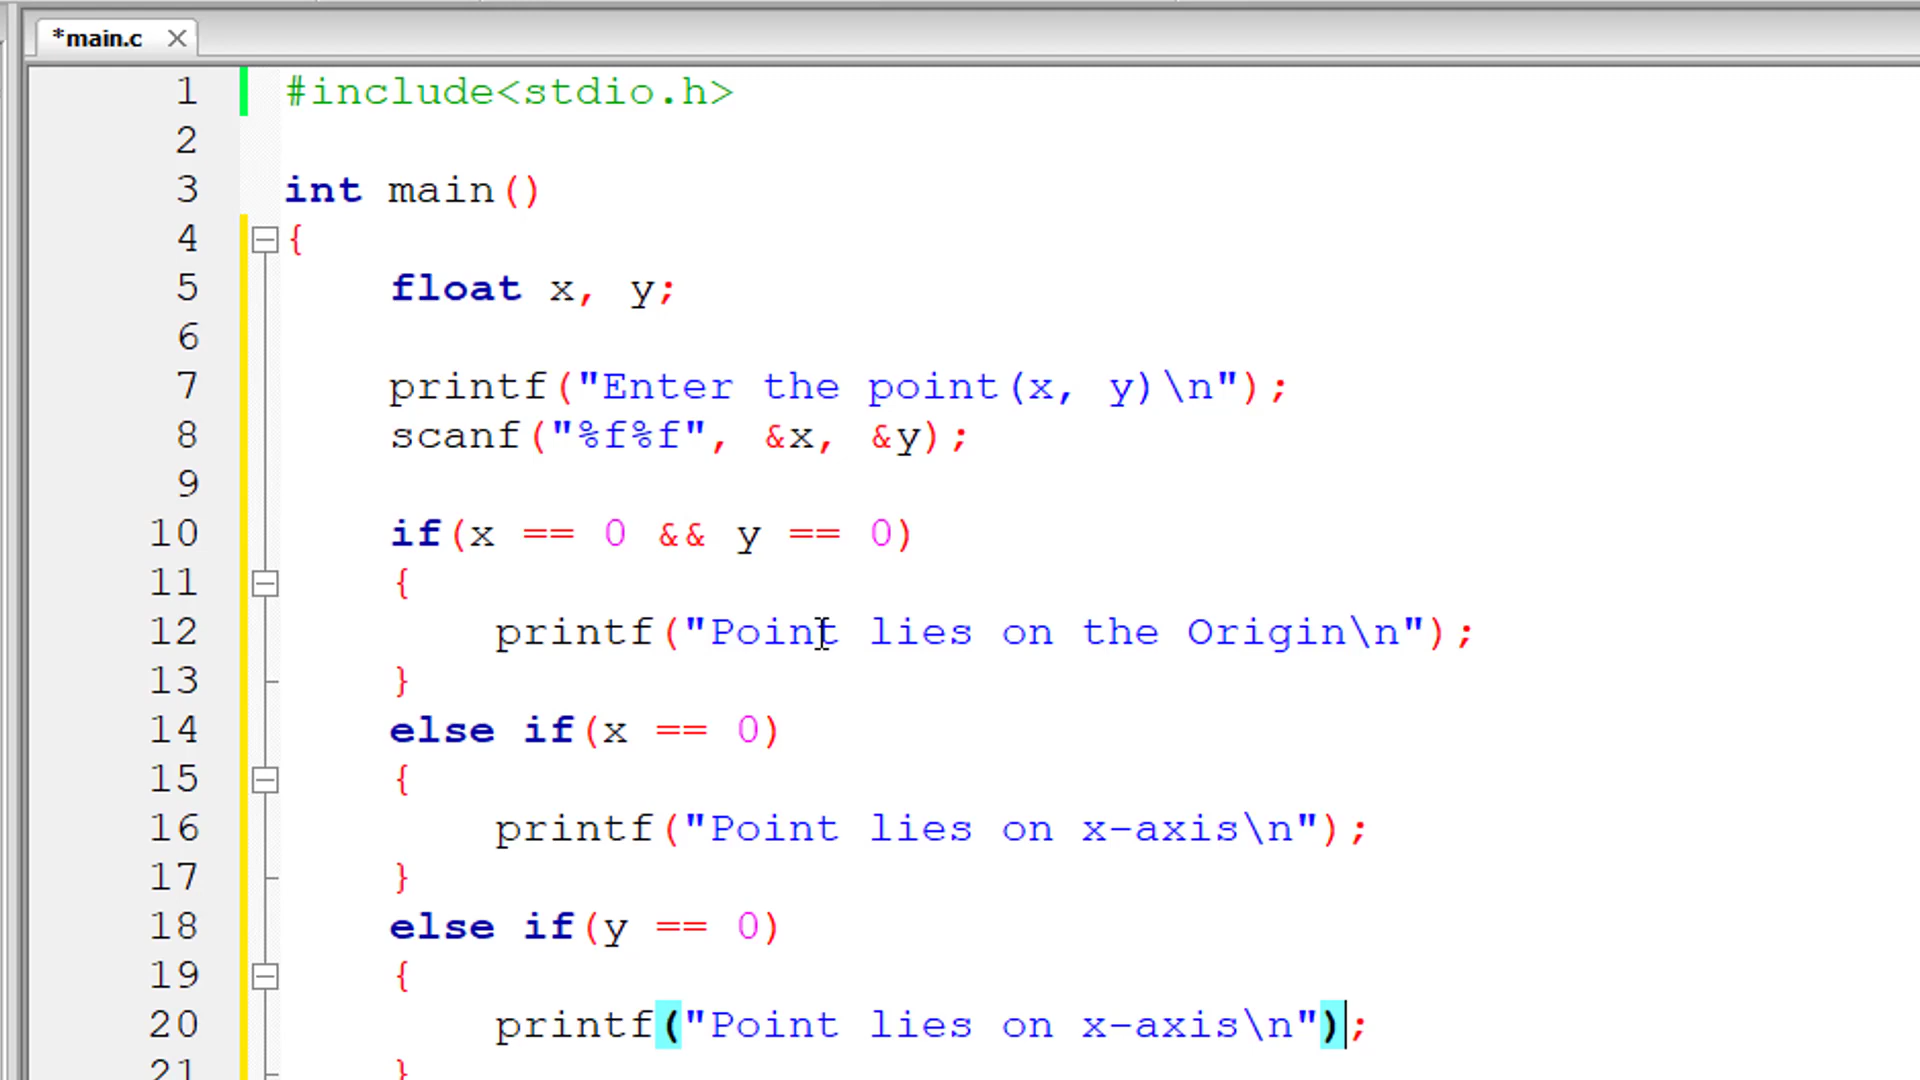 *main.c
1 #include<stdio.h>
2
3 int main()
4 {
5 float x, y;
6
7 printf("Enter the point(x, y)\n");
8 scanf("%f%f", &x, &y);
9
10 if(x == 0 && y == 0)
11 {
12 printf("Point lies on the Origin\n");
13 }
14 else if(x == 0)
15 {
16 printf("Point lies on x-axis\n");
17 }
18 else if(y == 0)
19 {
20 printf("Point lies on x-axis\n");
21 }